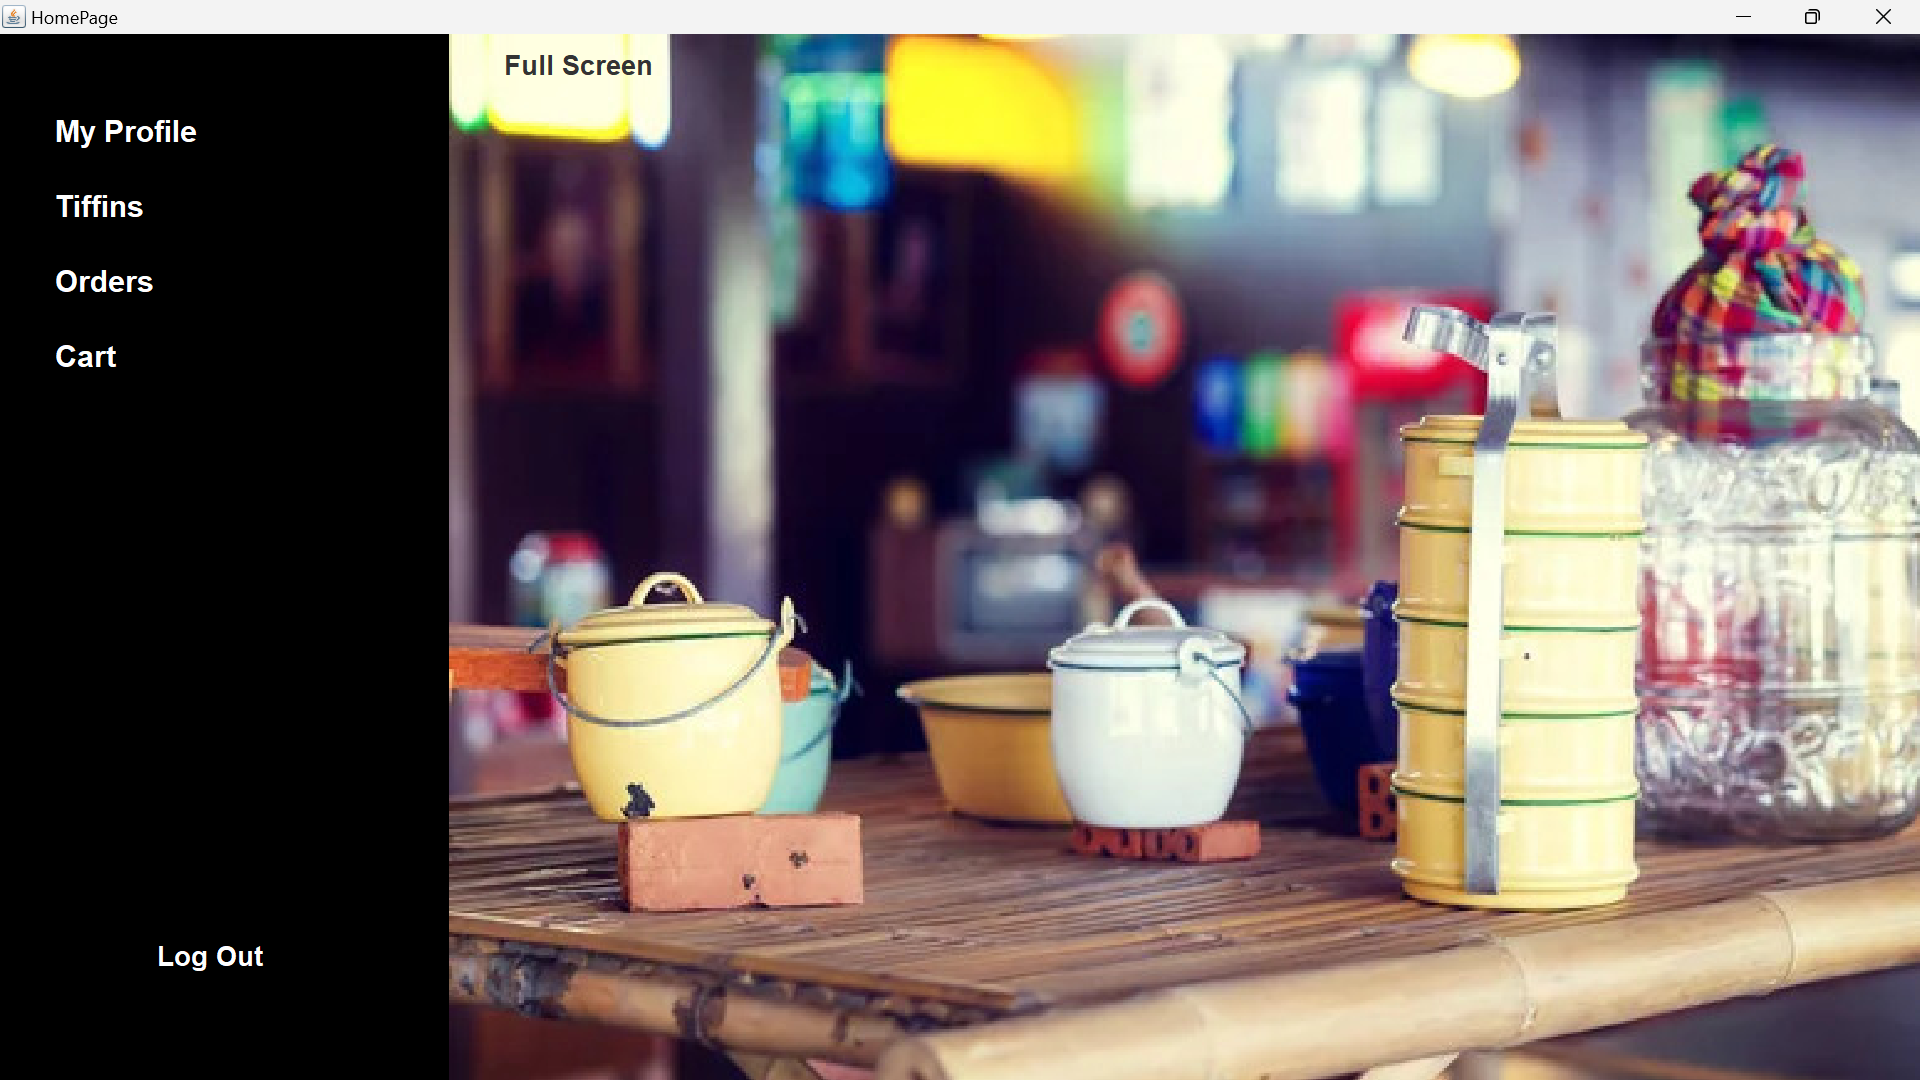 HomePage
Full Screen
My Profile
Tiffins
Orders
Cart
Log Out